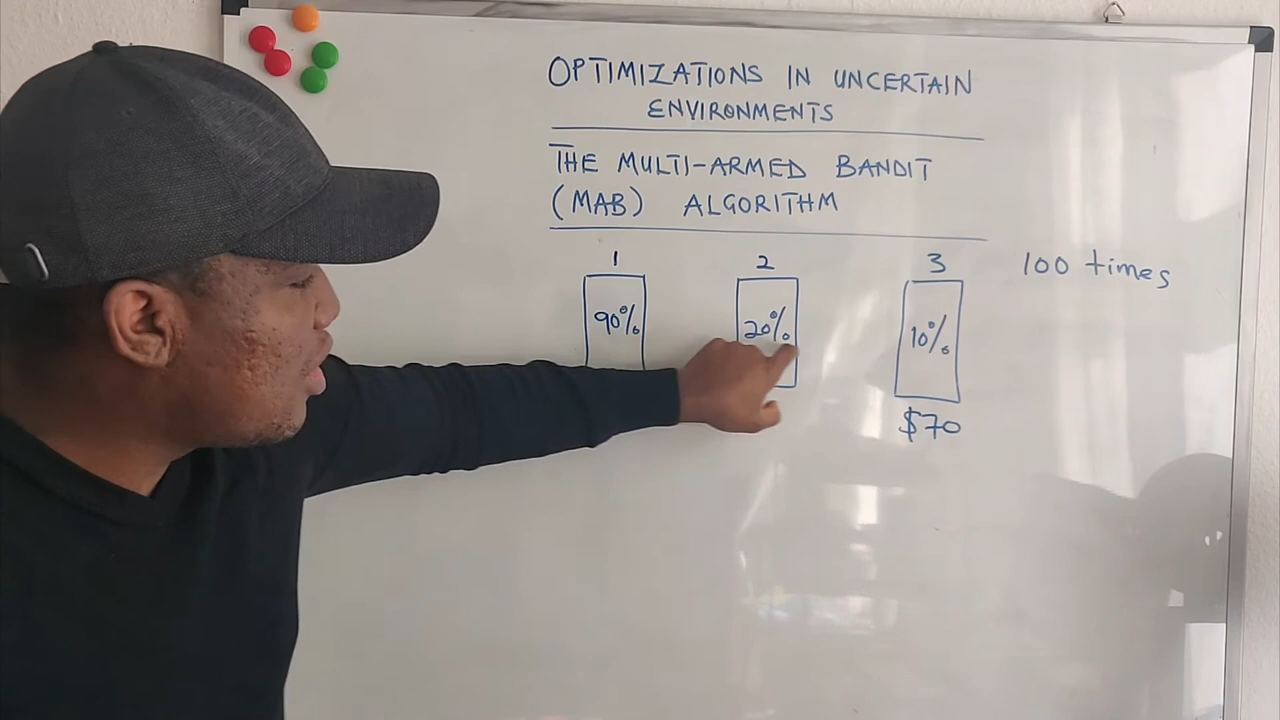 OPTIMIZATIONS IN UNCERTAIN
ENVIRONMENTS
THE MULTI-ARMED BANDIT
(MAB) ALGORITHM
1 2 3 100 times
90% 20% 10%
$70